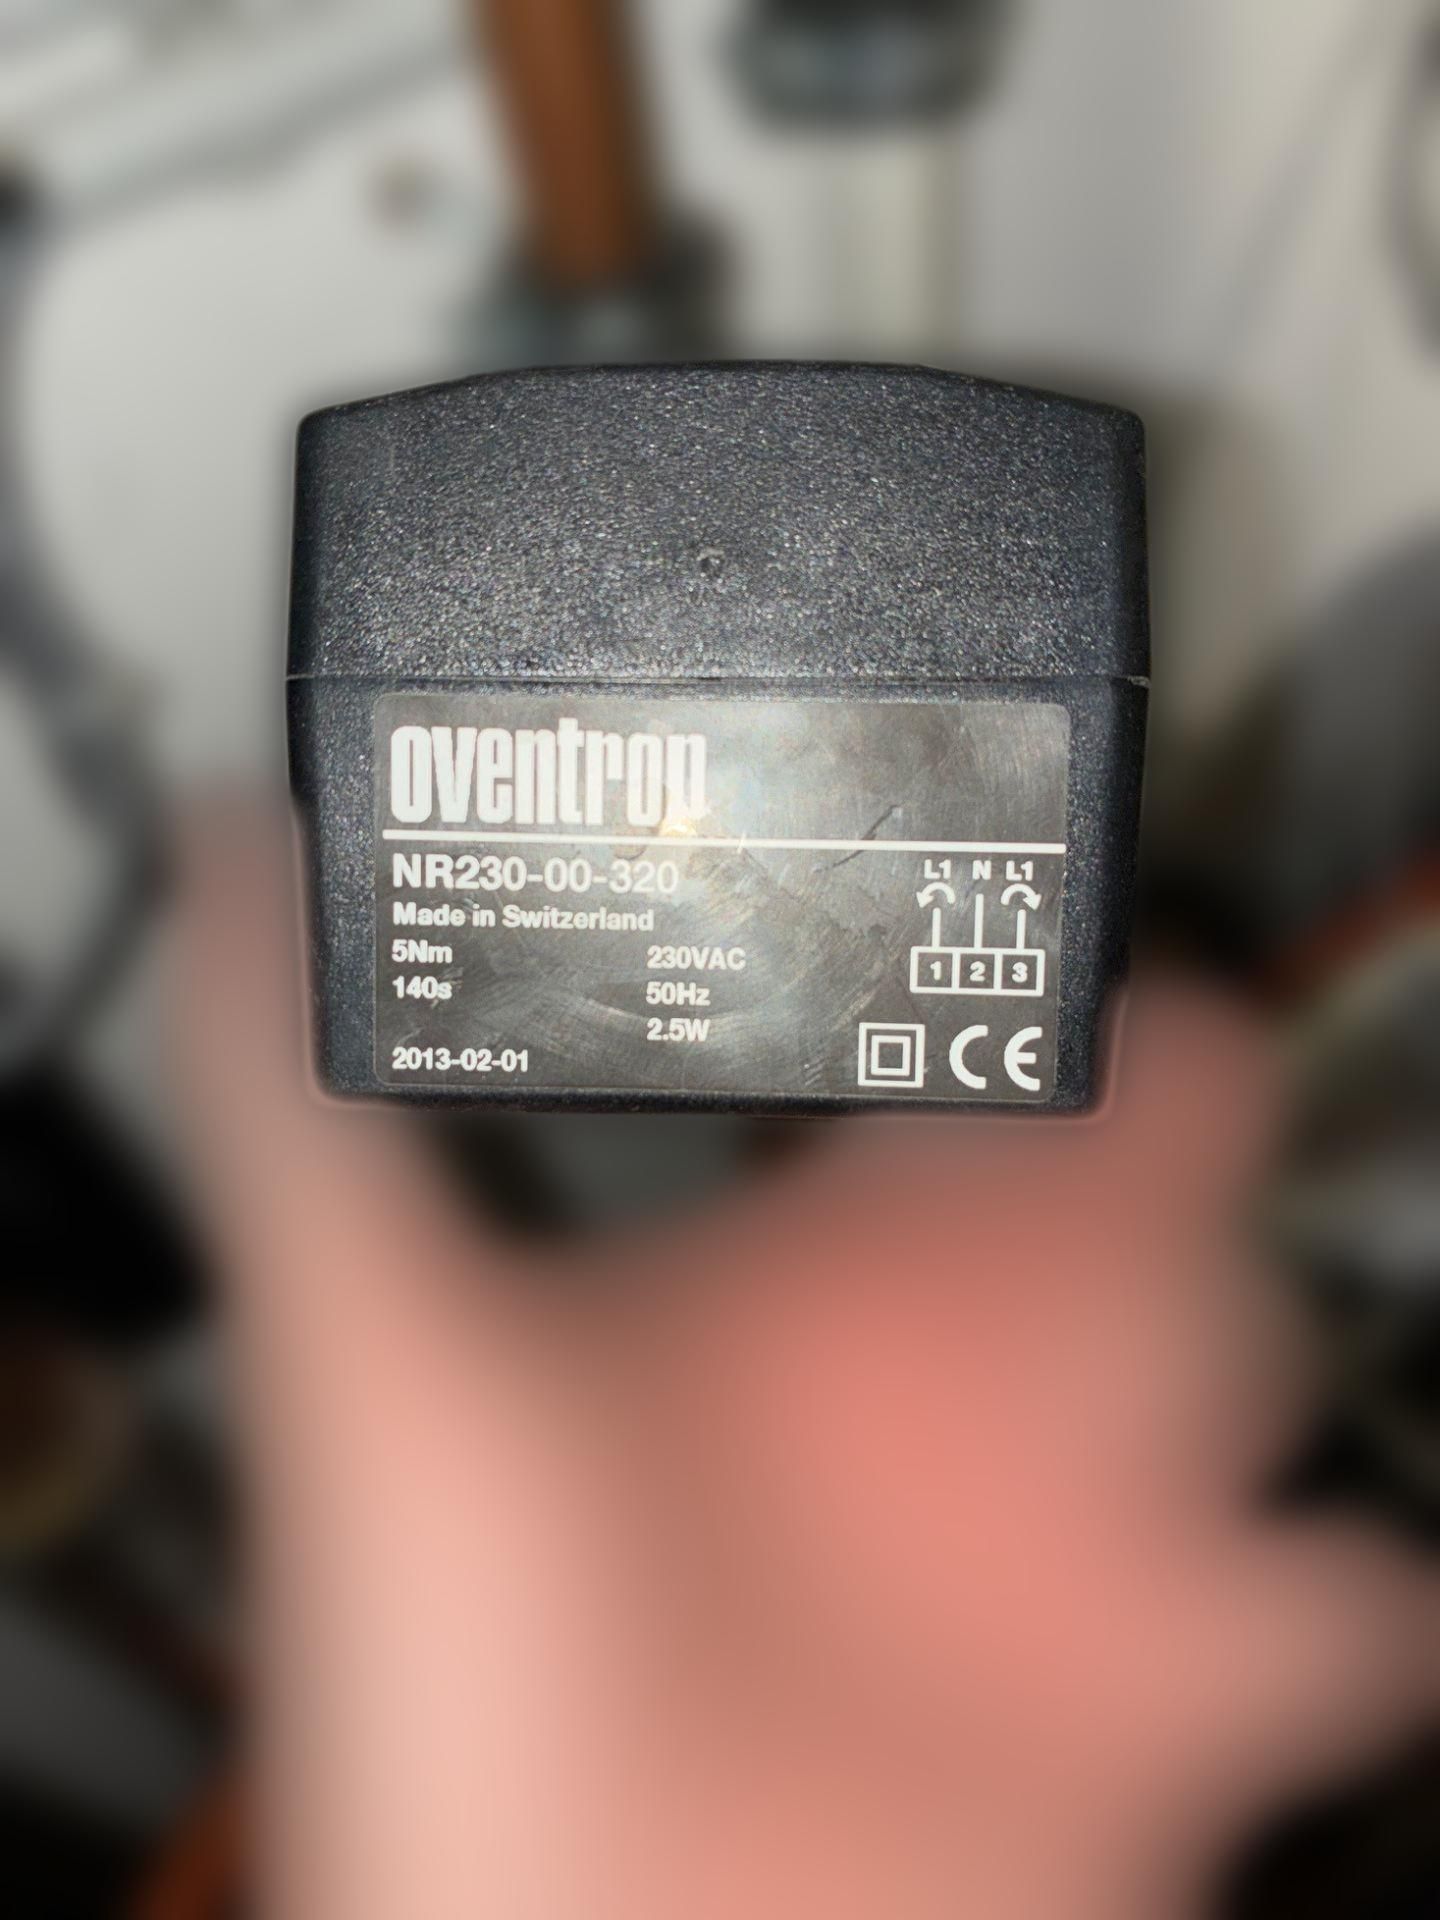 oventrop
NR230-00-320
Made in Switzerland
5Nm 230VAC
140s 50Hz
2.5W
2013-02-01
L1 N L1
1 2 3
CE